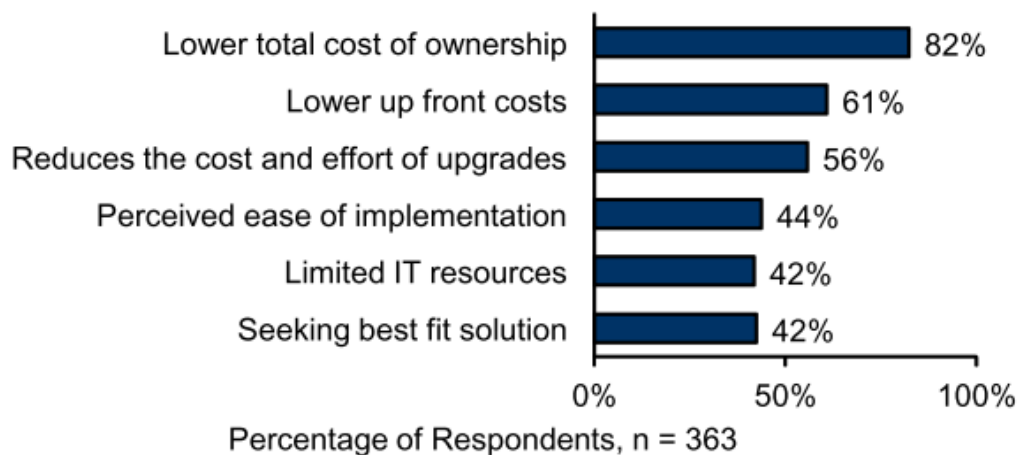 Lower total cost of ownership 82%
Lower up front costs 61%
Reduces the cost and effort of upgrades 56%
Perceived ease of implementation 44%
Limited IT resources 42%
Seeking best fit solution 42%
0% 50% 100%
Percentage of Respondents, n = 363